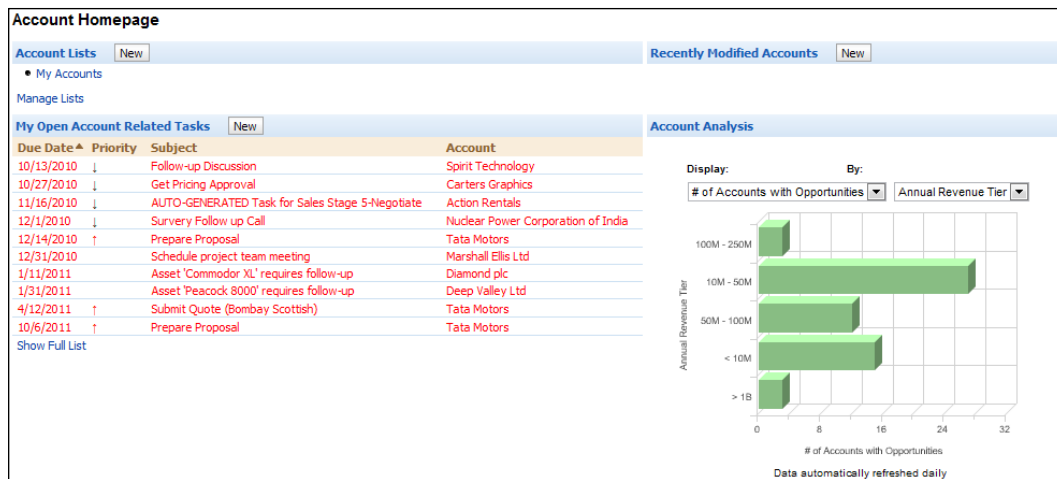 Account Homepage
Account Lists New
• My Accounts
Manage Lists
Recently Modified Accounts New
My Open Account Related Tasks New
Due Date▲ Priority Subject Account
10/13/2010 ↓ Follow-up Discussion Spirit Technology
10/27/2010 ↓ Get Pricing Approval Carters Graphics
11/16/2010 ↓ AUTO-GENERATED Task for Sales Stage 5-Negotiate Action Rentals
12/1/2010 ↓ Survery Follow up Call Nuclear Power Corporation of India
12/14/2010 ↑ Prepare Proposal Tata Motors
12/31/2010 Schedule project team meeting Marshall Ellis Ltd
1/11/2011 Asset 'Commodor XL' requires follow-up Diamond plc
1/31/2011 Asset 'Peacock 8000' requires follow-up Deep Valley Ltd
4/12/2011 ↑ Submit Quote (Bombay Scottish) Tata Motors
10/6/2011 ↑ Prepare Proposal Tata Motors
Show Full List
Account Analysis
Display: By:
# of Accounts with Opportunities Annual Revenue Tier
Annual Revenue Tier
100M - 250M
10M - 50M
50M - 100M
< 10M
> 1B
0 8 16 24 32
# of Accounts with Opportunities
Data automatically refreshed daily